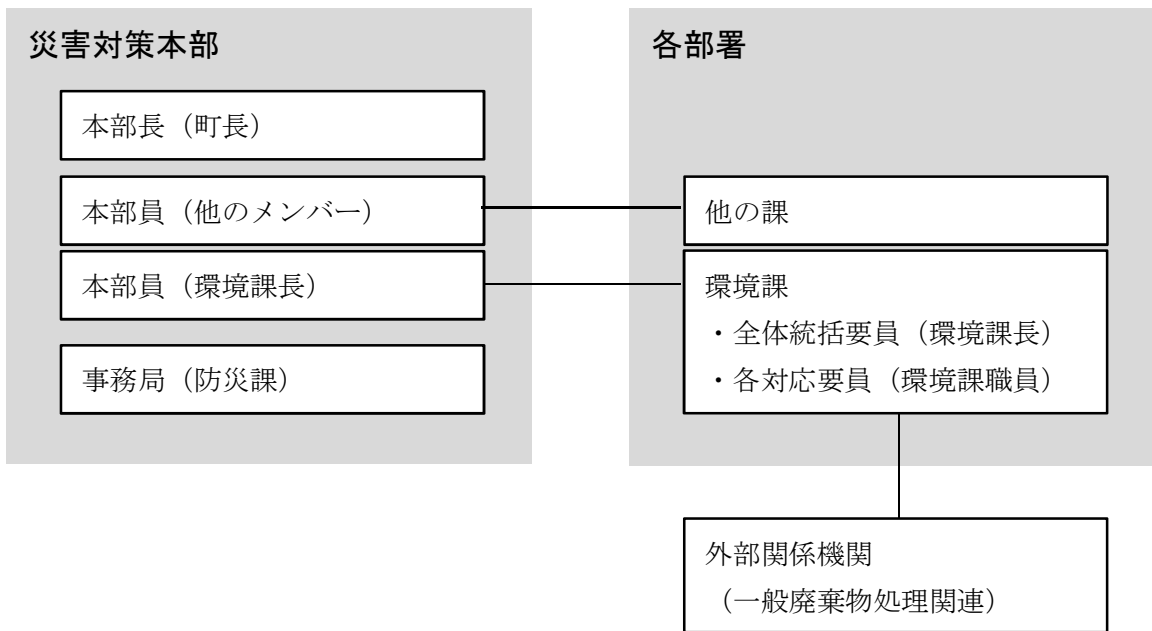 災害対策本部
本部長（町長）
本部員（他のメンバー）
本部員（環境課長）
事務局（防災課）
各部署
他の課
環境課
・全体統括要員（環境課長）
・各対応要員（環境課職員）
外部関係機関
（一般廃棄物処理関連）